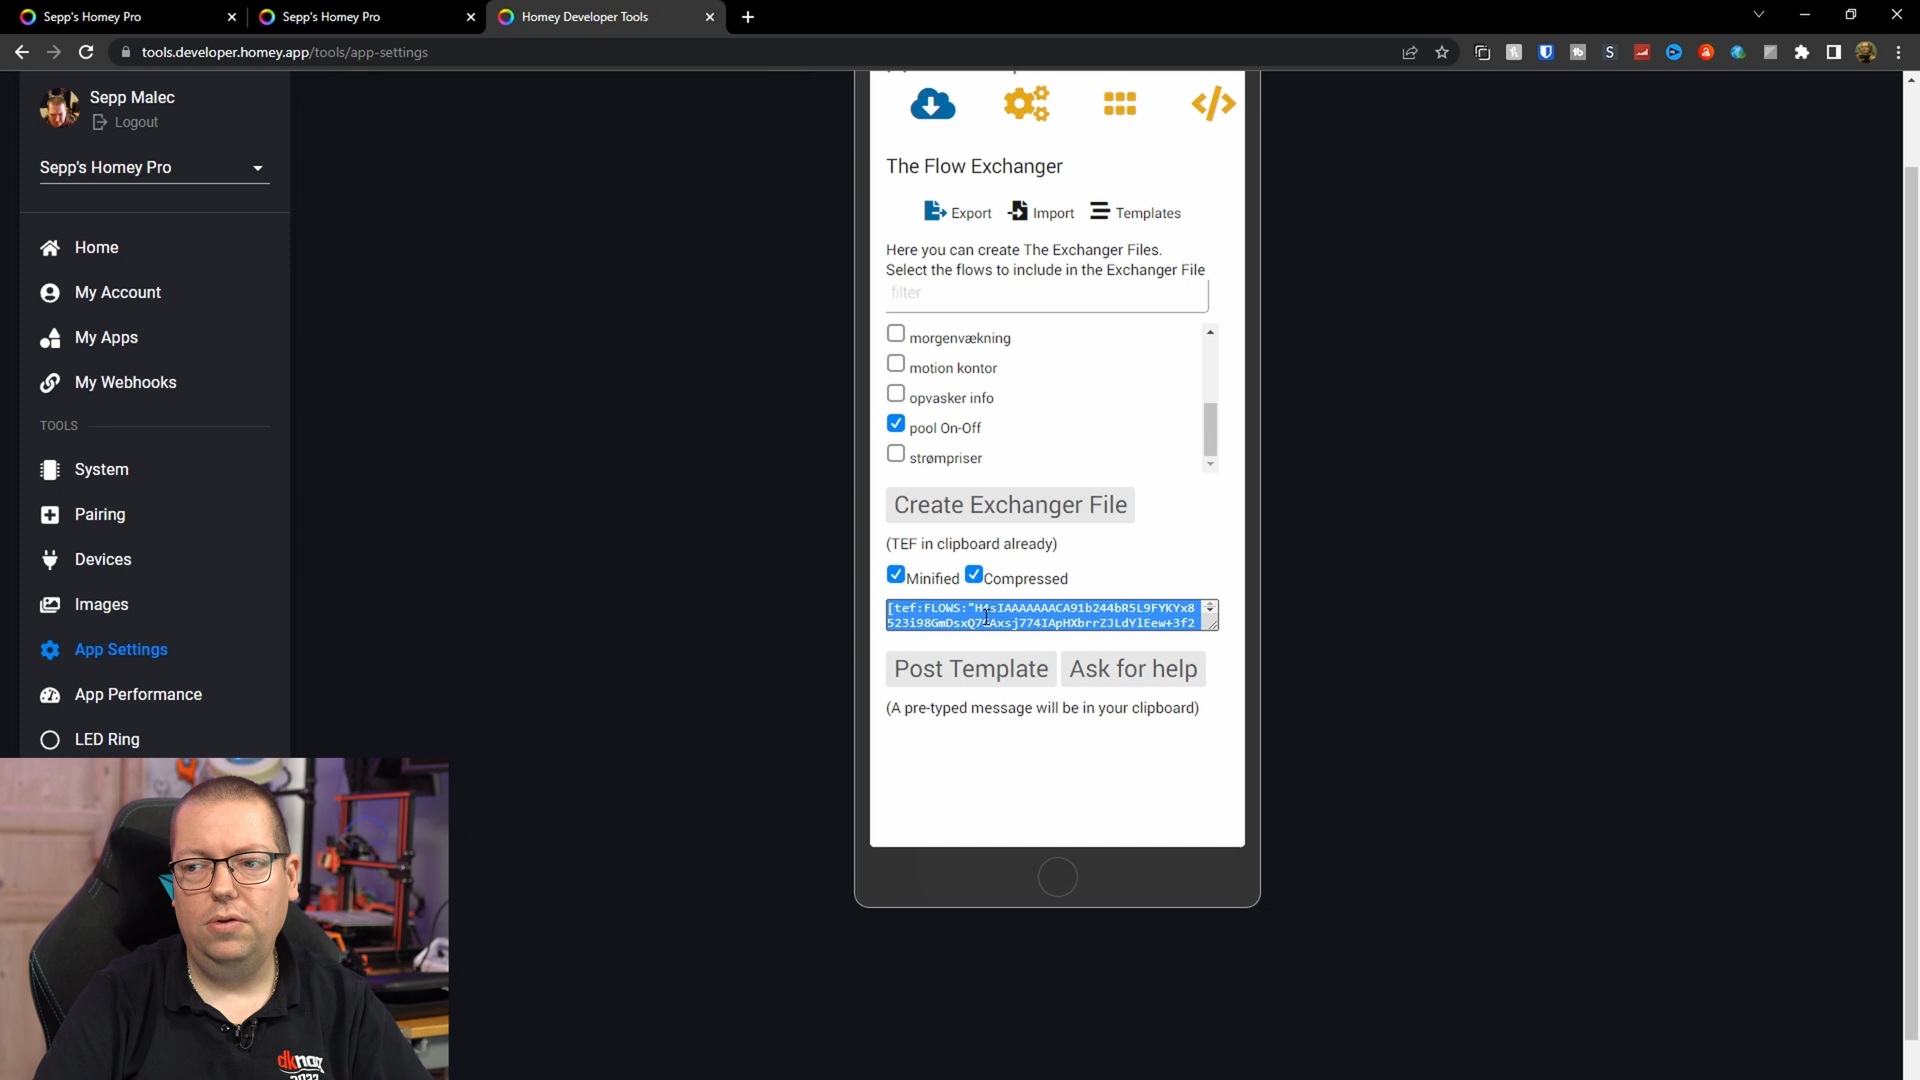 Sepp's Homey Pro
Sepp's Homey Pro
Homey Developer Tools
tools.developer.homey.app/tools/app-settings
Sepp Malec
Logout
Sepp's Homey Pro
Home
My Account
My Apps
My Webhooks
TOOLS
System
Pairing
Devices
Images
App Settings
App Performance
LED Ring
The Flow Exchanger
Export Import Templates
Here you can create The Exchanger Files.
Select the flows to include in the Exchanger File
filter
morgenvækning
motion kontor
opvasker info
pool On-Off
strømpriser
Create Exchanger File
(TEF in clipboard already)
Minified Compressed
Post Template Ask for help
(A pre-typed message will be in your clipboard)